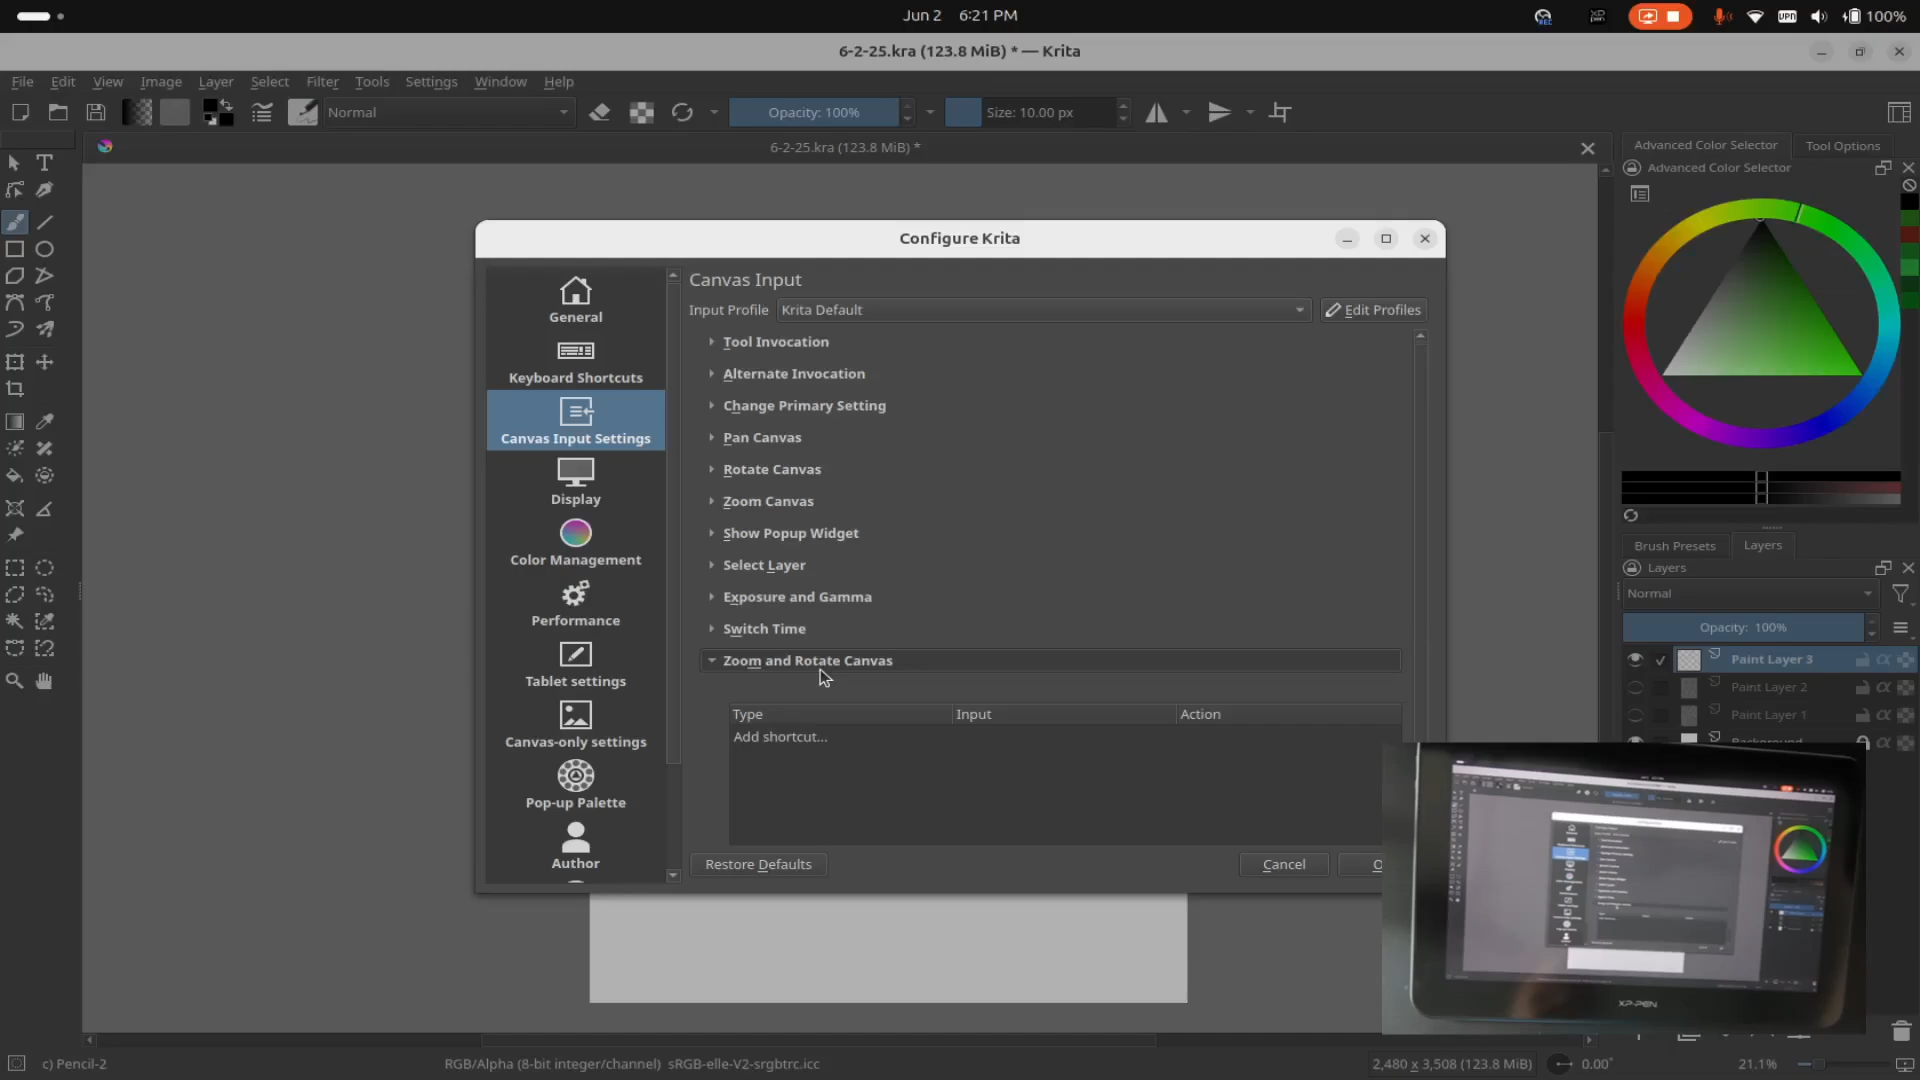 Jun 2 6:21 PM
REC
XP
pen
VPN
100%
6-2-25.kra (123.8 MiB) * — Krita
File Edit View Image Layer Select Filter Tools Settings Window Help
Normal
Opacity: 100%
Size: 10.00 px
6-2-25.kra (123.8 MiB) *
Advanced Color Selector
Tool Options
Advanced Color Selector
Configure Krita
General
Keyboard Shortcuts
Canvas Input Settings
Display
Color Management
Performance
Tablet settings
Canvas-only settings
Pop-up Palette
Author
Canvas Input
Input Profile Krita Default Edit Profiles
Tool Invocation
Alternate Invocation
Change Primary Setting
Pan Canvas
Rotate Canvas
Zoom Canvas
Show Popup Widget
Select Layer
Exposure and Gamma
Switch Time
Zoom and Rotate Canvas
Type Input Action
Add shortcut...
Restore Defaults
Cancel
O
Brush Presets
Layers
Layers
Normal
Opacity: 100%
Paint Layer 3
Paint Layer 2
Paint Layer 1
Background
XP-PEN
c) Pencil-2
RGB/Alpha (8-bit integer/channel) sRGB-elle-V2-srgbtrc.icc
2,480 x 3,508 (123.8 MiB)
0.00°
21.1%